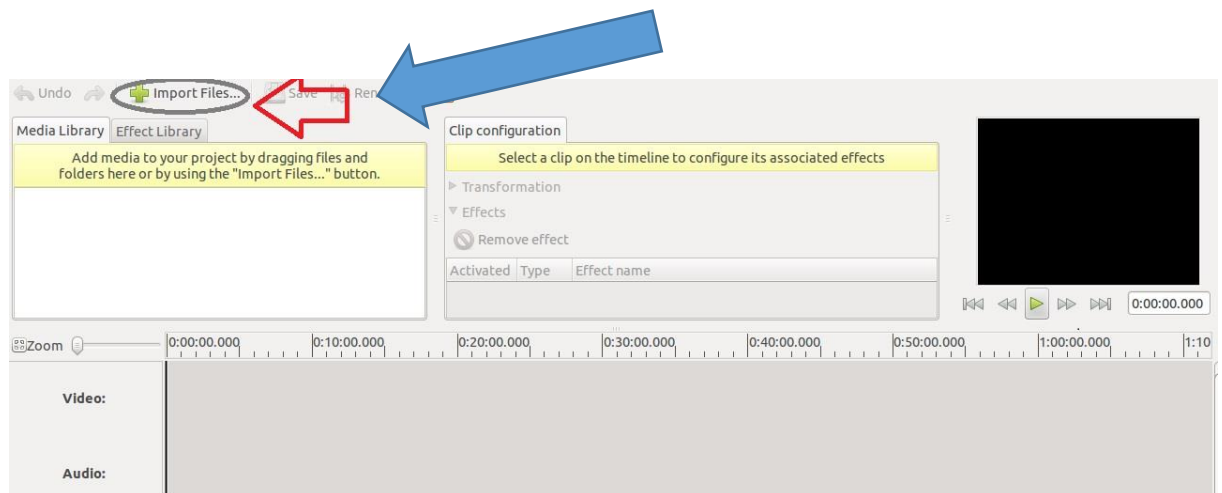 Undo Import Files... Save Ren
Media Library Effect Library Clip configuration
Add media to your project by dragging files and
folders here or by using the "Import Files..." button.
Select a clip on the timeline to configure its associated effects
Transformation
Effects
Remove effect
Activated Type Effect name
0:00:00.000
Zoom 0:00:00.000 0:10:00.000 0:20:00.000 0:30:00.000 0:40:00.000 0:50:00.000 1:00:00.000 1:10
Video:
Audio: